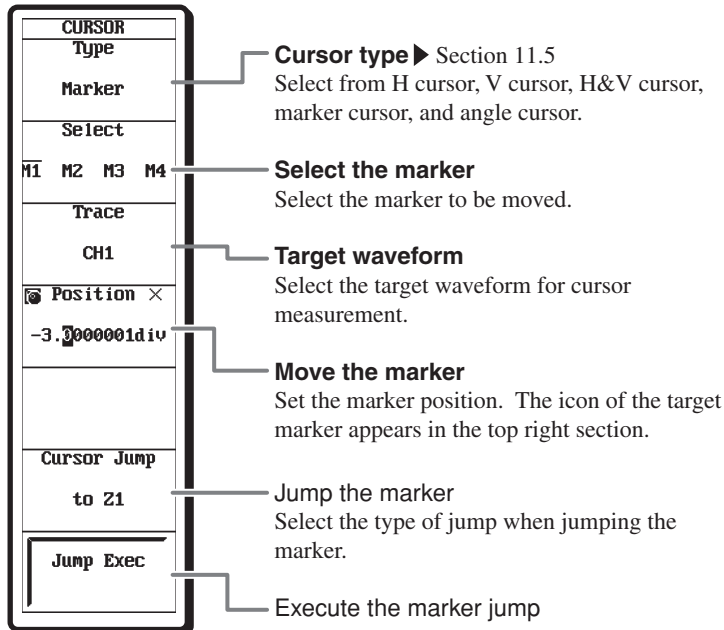 CURSOR
Type
Marker
Select
M1 M2 M3 M4
Trace
CH1
Position ×
-3.0000001div
Cursor Jump
to Z1
Jump Exec
Cursor type▶ Section 11.5
Select from H cursor, V cursor, H&V cursor,
marker cursor, and angle cursor.
Select the marker
Select the marker to be moved.
Target waveform
Select the target waveform for cursor
measurement.
Move the marker
Set the marker position. The icon of the target
marker appears in the top right section.
Jump the marker
Select the type of jump when jumping the
marker.
Execute the marker jump